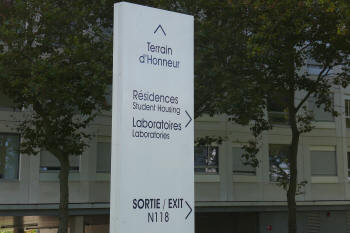 Terrain
d'Honneur
Résidences
Student Housing
Laboratoires
Laboratories
SORTIE / EXIT
N118